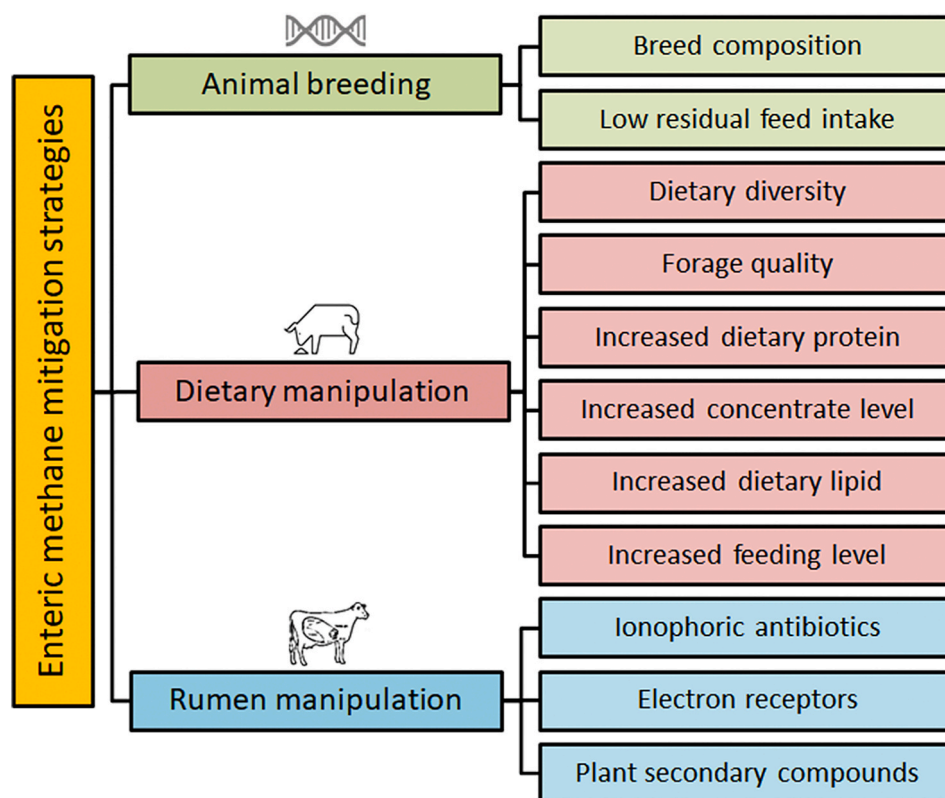 Enteric methane mitigation strategies
Animal breeding
Breed composition
Low residual feed intake
Dietary manipulation
Dietary diversity
Forage quality
Increased dietary protein
Increased concentrate level
Increased dietary lipid
Increased feeding level
Rumen manipulation
Ionophoric antibiotics
Electron receptors
Plant secondary compounds